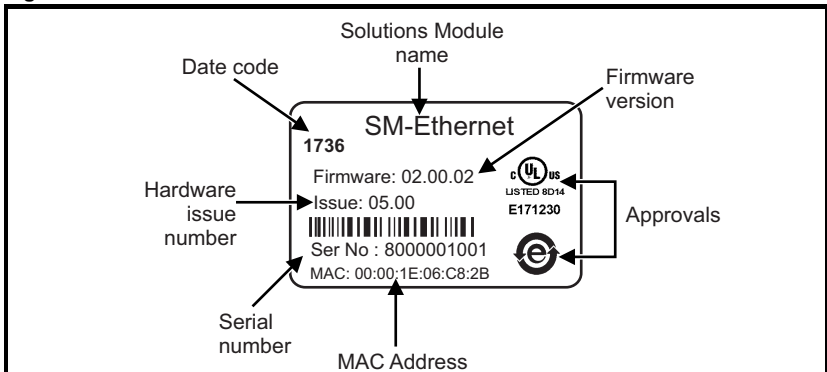 Solutions Module
name
Date code
Firmware
version
SM-Ethernet
1736
Firmware: 02.00.02
Issue: 05.00
Ser No : 8000001001
MAC: 00:00:1E:06:C8:2B
C UL US
LISTED 8D14
E171230
e
Hardware
issue
number
Approvals
Serial
number
MAC Address